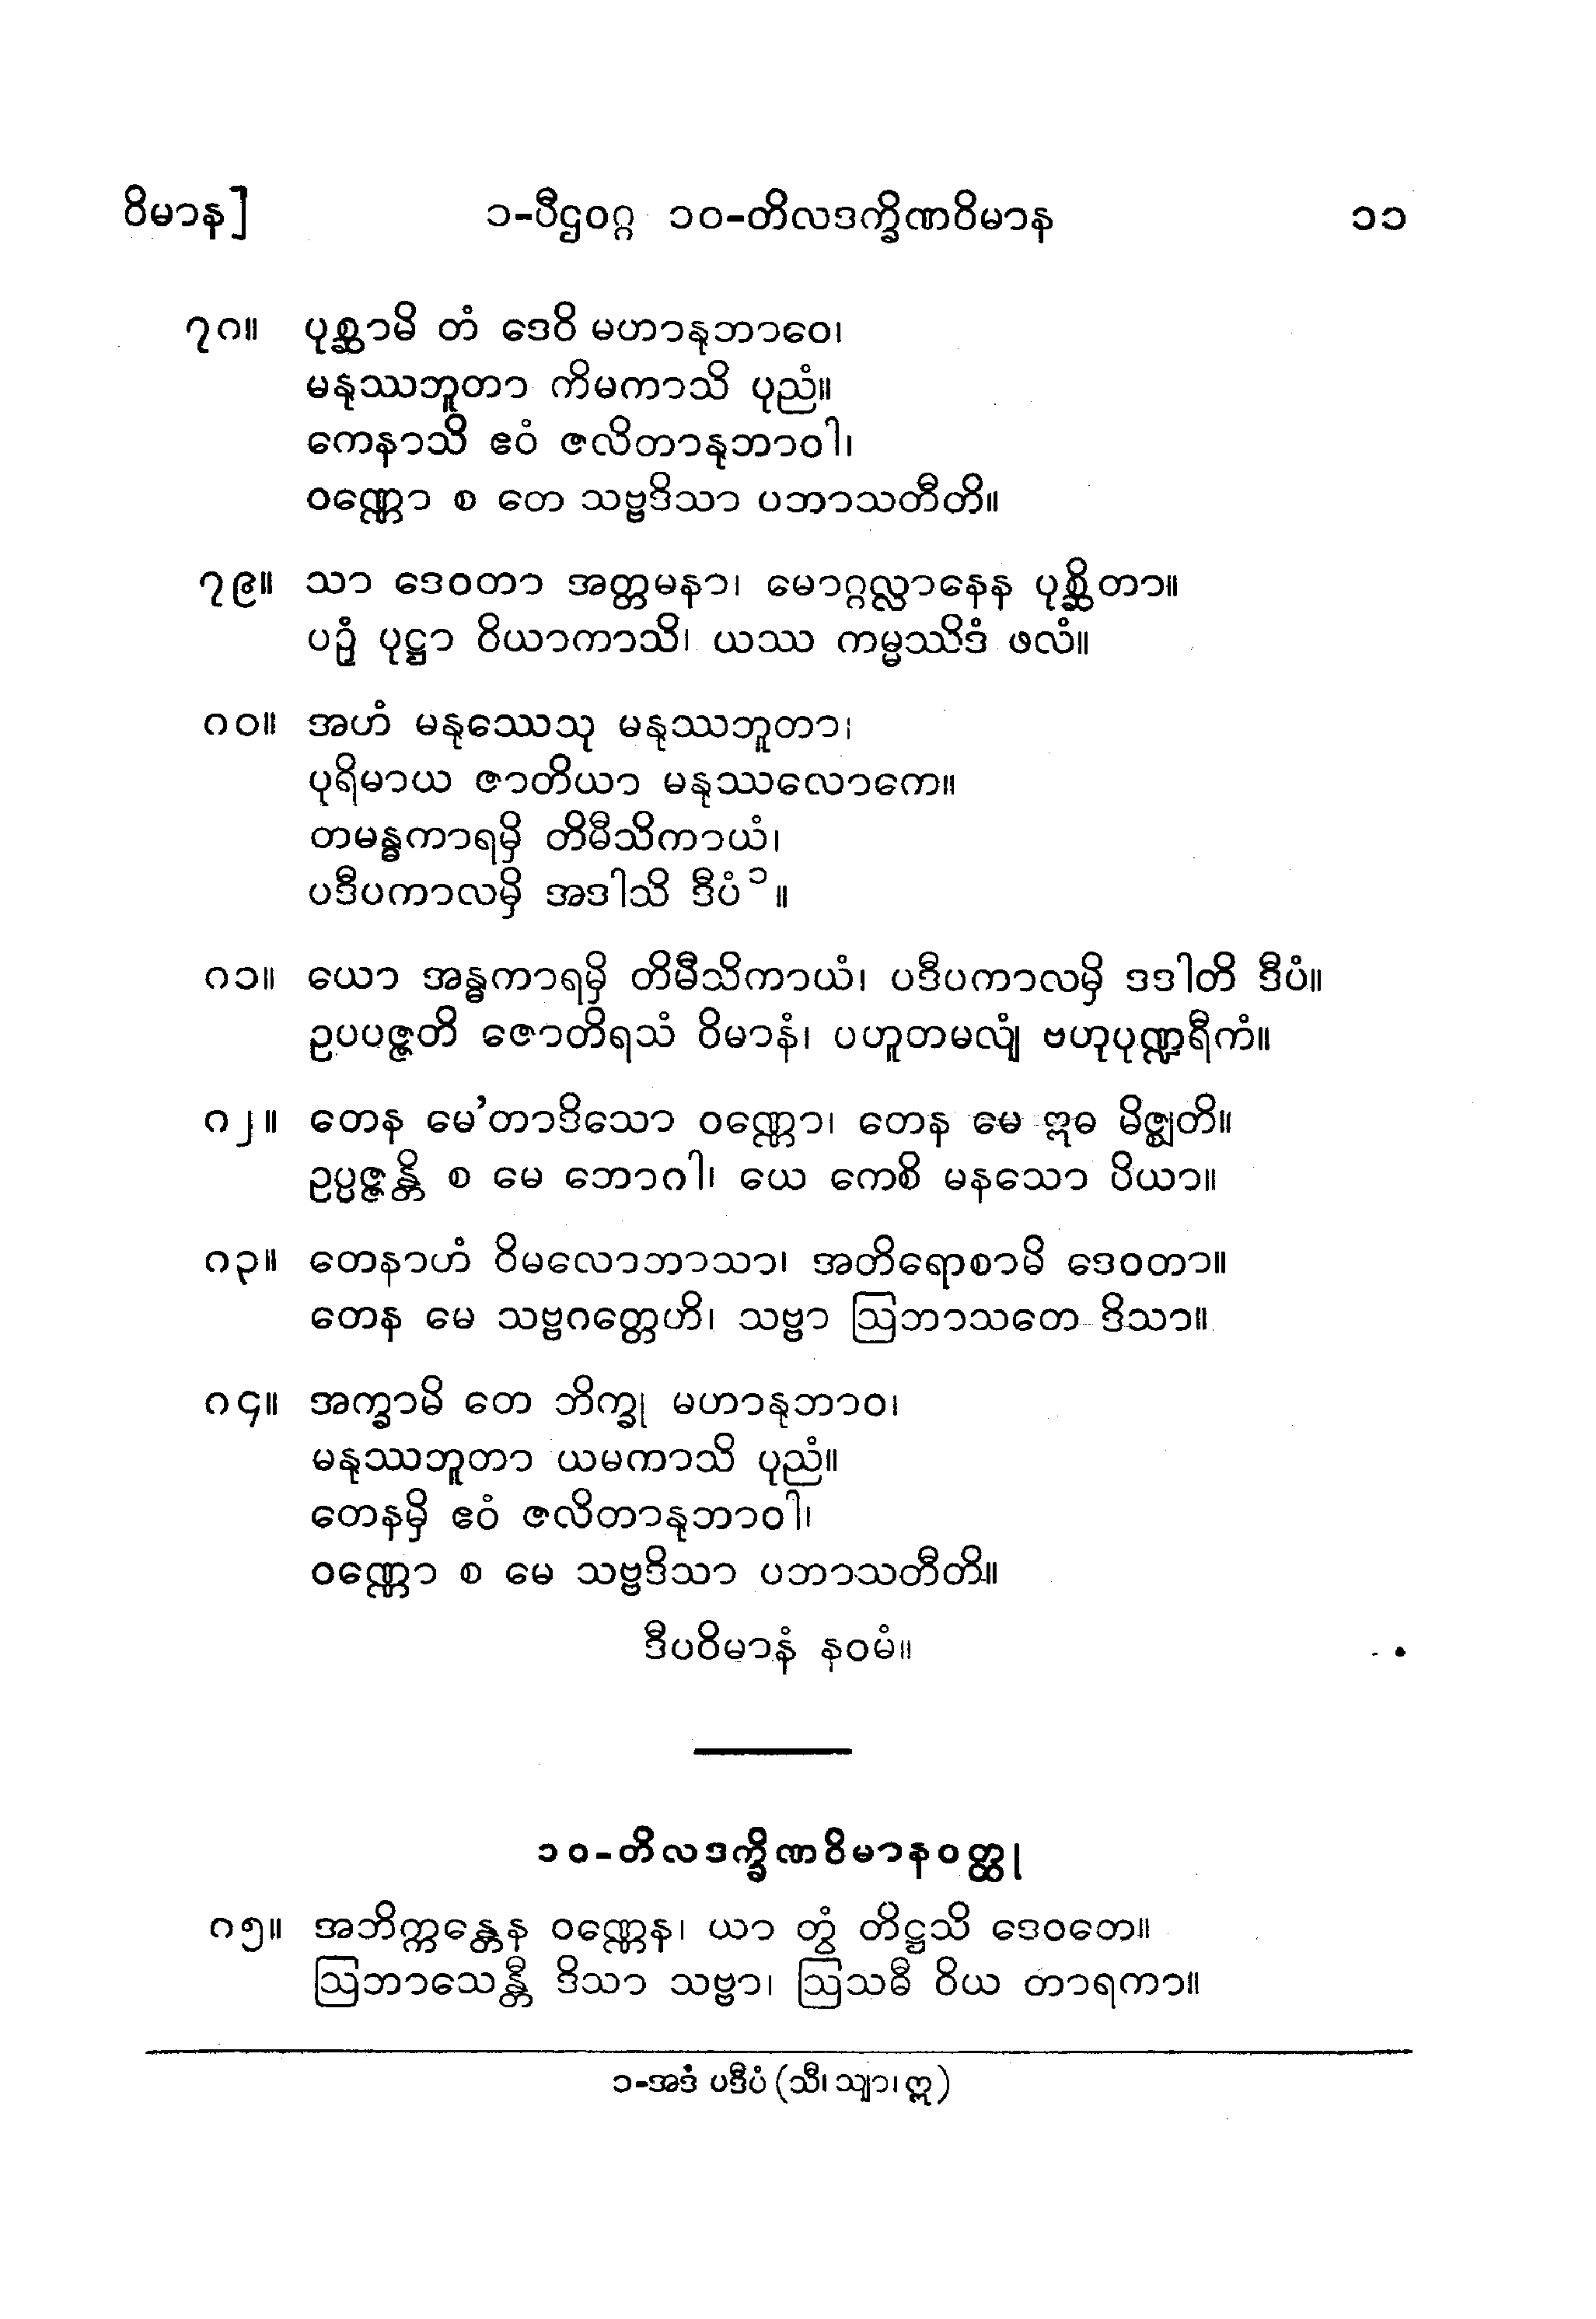 ဝိမာန]
၁-ပီဌဝဂ္ဂ ၁၀-တိလဒက္ခိဏဝိမာန
၁၁
၇၈။ ပုစ္ဆာမိ တံ ဒေဝိ မဟာနုဘာဝေ၊
မနုဿဘူတာ ကိမကာသိ ပုညံ။
ကေနာသိ ဧဝံ ဇလိတာနုဘာဝါ၊
ဝဏ္ဏော စ တေ သဗ္ဗဒိသာ ပဘာသတီတိ။
၇၉။ သာ ဒေဝတာ အတ္တမနာ၊ မောဂ္ဂလ္လာနေန ပုစ္ဆိတာ။
ပဉှံ ပုဋ္ဌာ ဝိယာကာသိ၊ ယဿ ကမ္မဿိဒံ ဖလံ။
၈၀။ အဟံ မနုဿေသု မနုဿဘူတာ၊
ပုရိမာယ ဇာတိယာ မနုဿလောကေ။
တမန္ဓကာရမှိ တိမီသိကာယံ၊
ပဒီပကာလမှိ အဒါသိ ဒီပံ ၁ ။
၈၁။ ယော အန္ဓကာရမှိ တိမီသိကာယံ၊ ပဒီပကာလမှိ ဒဒါတိ ဒီပံ။
ဥပပဇ္ဇတိ ဇောတိရသံ ဝိမာနံ၊ ပဟူတမလျံ ဗဟုပုဏ္ဍရီကံ။
၈၂။ တေန မေ’တာဒိသော ဝဏ္ဏော၊ တေန မေ ဣဓ မိဇ္ဈတိ။
ဥပ္ပဇ္ဇန္တိ စ မေ ဘောဂါ၊ ယေ ကေစိ မနသော ပိယာ။
၈၃။ တေနာဟံ ဝိမလောဘာသာ၊ အတိရောစာမိ ဒေဝတာ။
တေန မေ သဗ္ဗဂတ္တေဟိ၊ သဗ္ဗာ ဩဘာသတေ ဒိသာ။
၈၄။ အက္ခာမိ တေ ဘိက္ခု မဟာနုဘာဝ၊
မနုဿဘူတာ ယမကာသိ ပုညံ။
တေနမှိ ဧဝံ ဇလိတာနုဘာဝါ၊
ဝဏ္ဏော စ မေ သဗ္ဗဒိသာ ပဘာသတီတိ။
ဒီပဝိမာနံ နဝမံ။
၁၀-တိလဒက္ခိဏဝိမာနဝတ္ထု
၈၅။ အဘိက္ကန္တေန ဝဏ္ဏေန၊ ယာ တွံ တိဋ္ဌသိ ဒေဝတေ။
ဩဘာသေန္တီ ဒိသာ သဗ္ဗာ၊ ဩသဓီ ဝိယ တာရကာ။
၁-အဒံ ပဒီပံ (သီ၊ သျာ၊ ဣ)